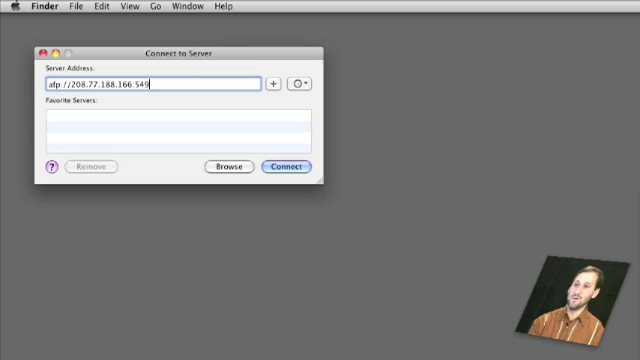 Finder File Edit View Go Window Help
Connect to Server
Server Address:
afp://208.77.188.166:549
+
Favorite Servers:
? Remove Browse Connect